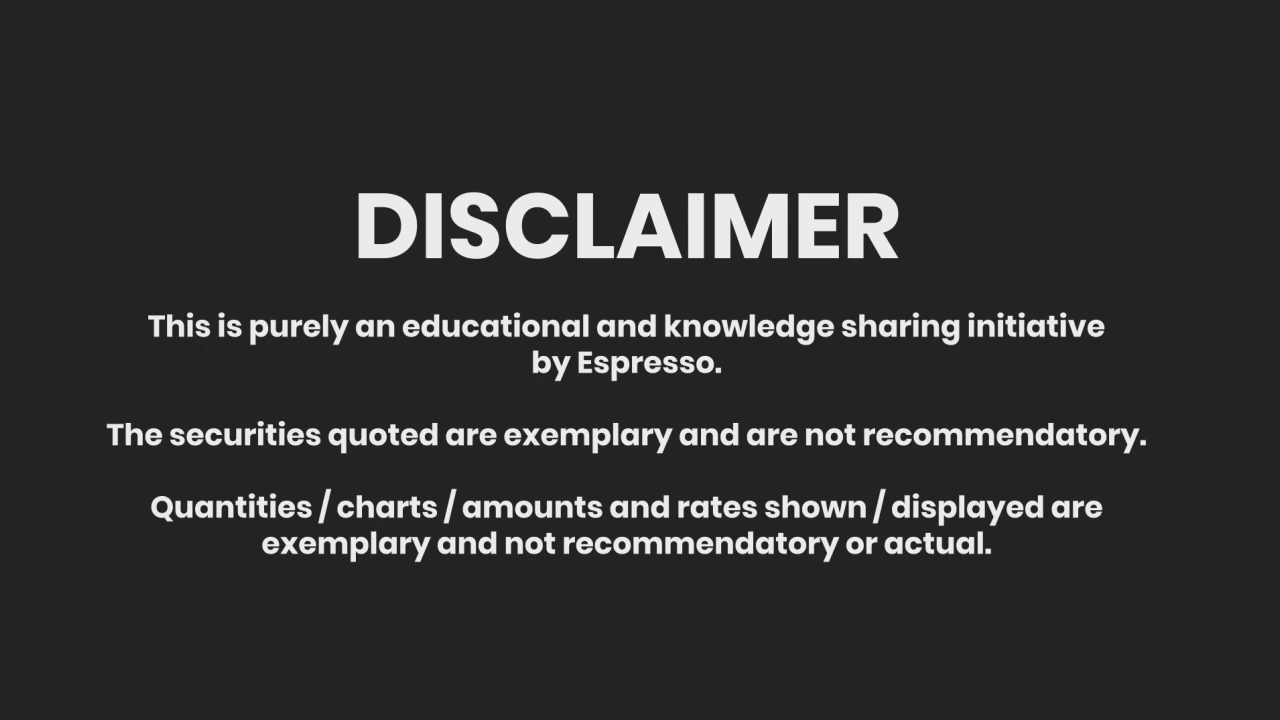 DISCLAIMER
This is purely an educational and knowledge sharing initiative
by Espresso.
The securities quoted are exemplary and are not recommendatory.
Quantities / charts / amounts and rates shown / displayed are
exemplary and not recommendatory or actual.